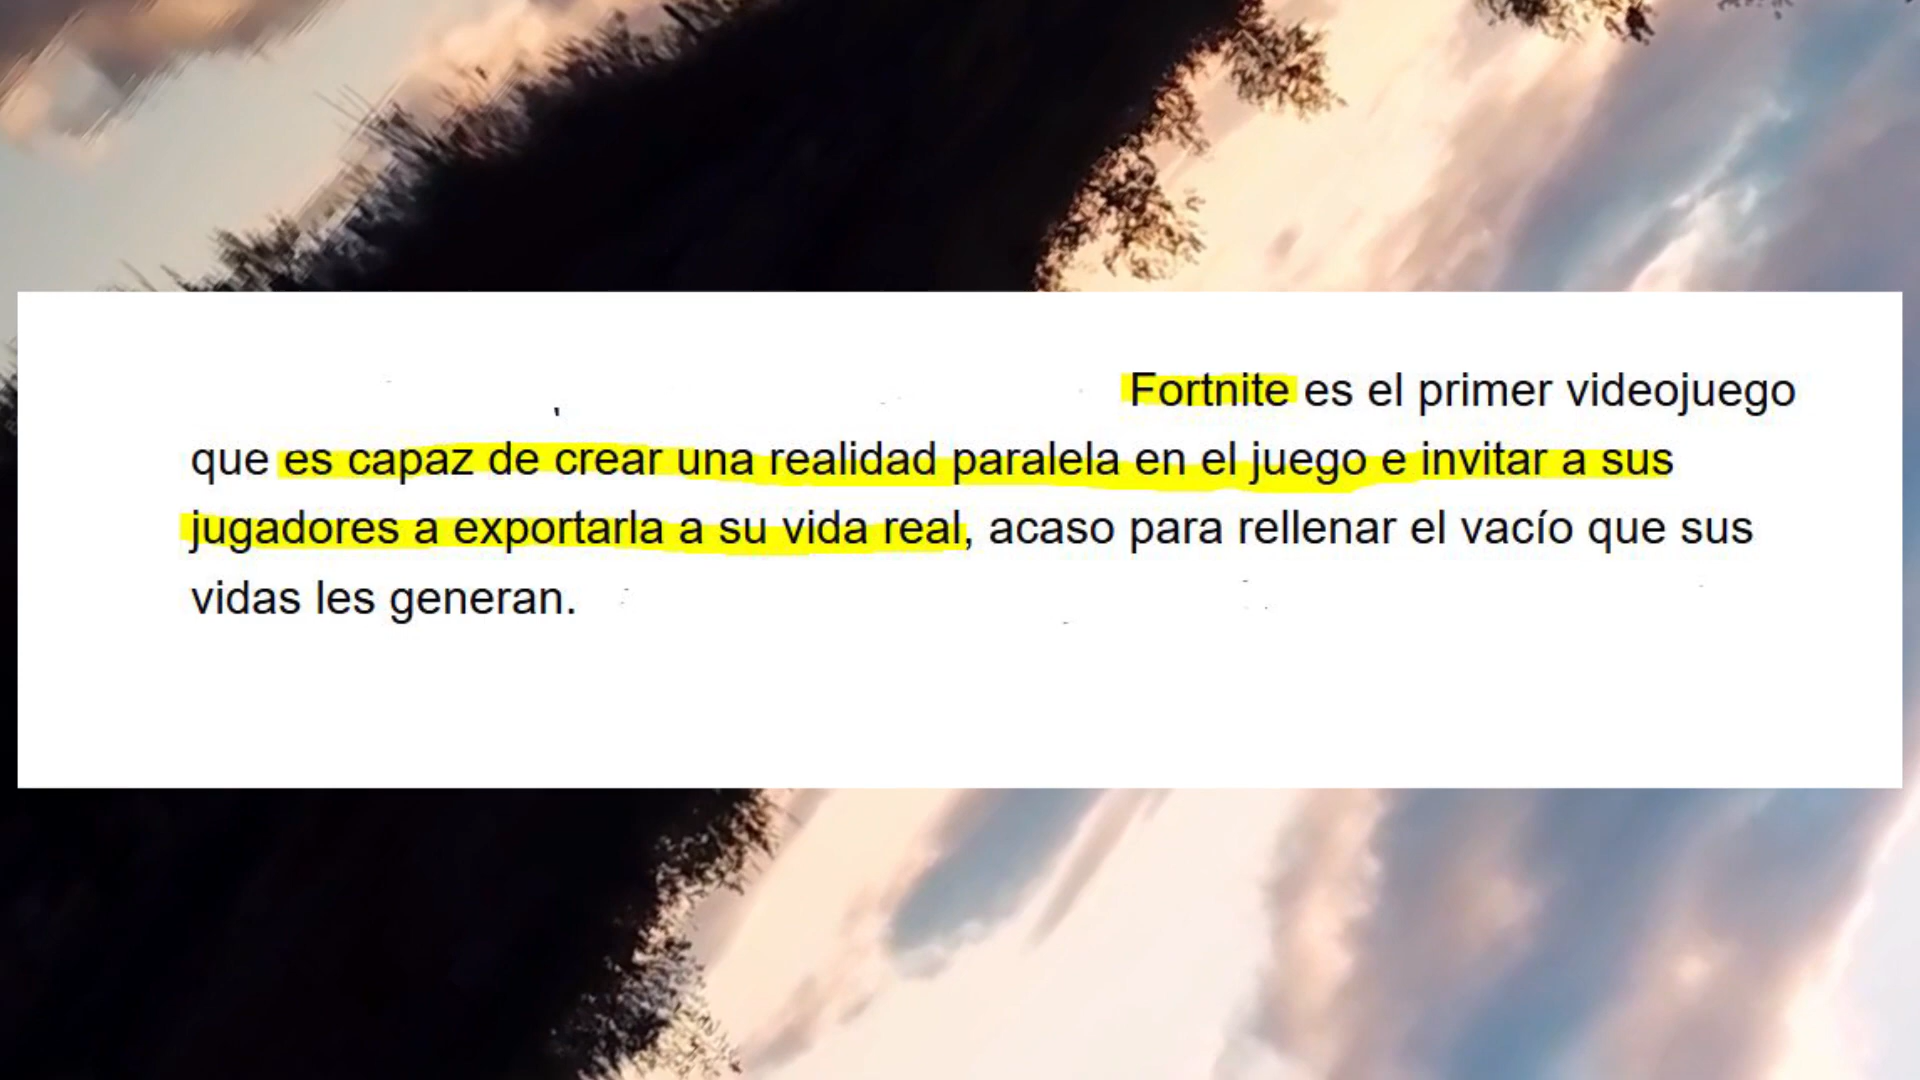 Fortnite es el primer videojuego
que es capaz de crear una realidad paralela en el juego e invitar a sus
jugadores a exportarla a su vida real, acaso para rellenar el vacío que sus
vidas les generan.